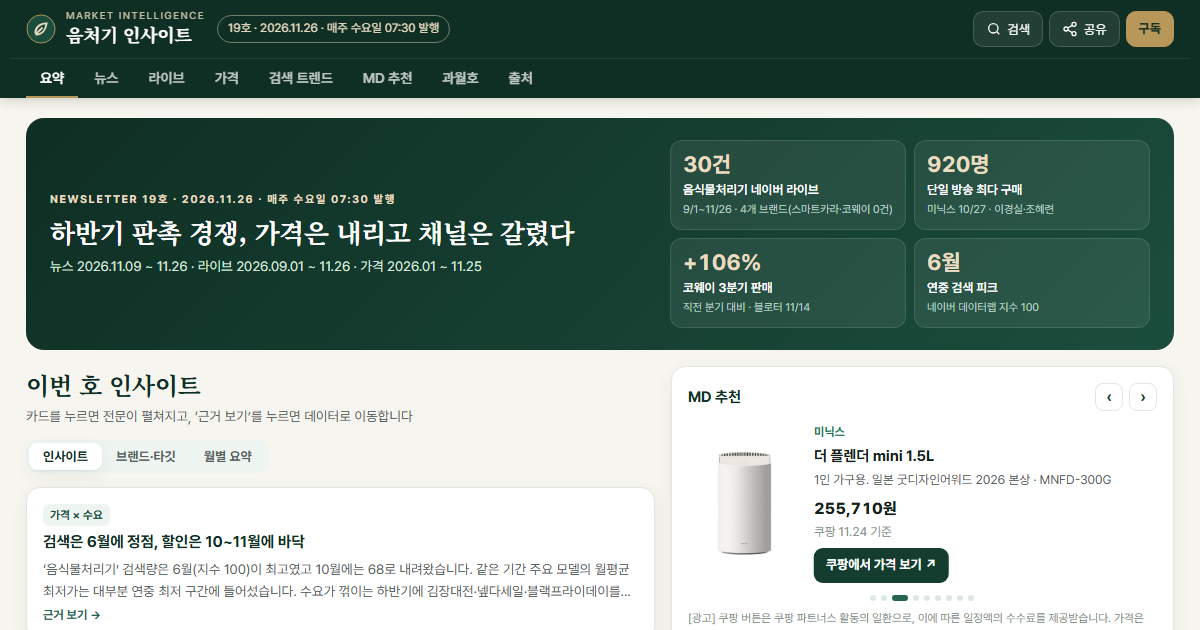 MARKET INTELLIGENCE
음처기 인사이트
19호 · 2026.11.26 · 매주 수요일 07:30 발행
검색
공유
구독
요약 뉴스 라이브 가격 검색 트렌드 MD 추천 과월호 출처
NEWSLETTER 19호 · 2026.11.26 · 매주 수요일 07:30 발행
하반기 판촉 경쟁, 가격은 내리고 채널은 갈렸다
뉴스 2026.11.09 ~ 11.26 · 라이브 2026.09.01 ~ 11.26 · 가격 2026.01 ~ 11.25
30건
음식물처리기 네이버 라이브
9/1~11/26 · 4개 브랜드(스마트카라·코웨이 0건)
920명
단일 방송 최다 구매
미닉스 10/27 · 이경실·조혜련
+106%
코웨이 3분기 판매
직전 분기 대비 · 블로터 11/14
6월
연중 검색 피크
네이버 데이터랩 지수 100
이번 호 인사이트
카드를 누르면 전문이 펼쳐지고, ‘근거 보기’를 누르면 데이터로 이동합니다
인사이트 브랜드·타깃 월별 요약
가격 × 수요
검색은 6월에 정점, 할인은 10~11월에 바닥
‘음식물처리기’ 검색량은 6월(지수 100)이 최고였고 10월에는 68로 내려왔습니다. 같은 기간 주요 모델의 월평균
최저가는 대부분 연중 최저 구간에 들어섰습니다. 수요가 꺾이는 하반기에 김장대전·넾다세일·블랙프라이데이를...
근거 보기 →
MD 추천
‹ ›
미닉스
더 플렌더 mini 1.5L
1인 가구용. 일본 굿디자인어워드 2026 본상 · MNFD-300G
255,710원
쿠팡 11.24 기준
쿠팡에서 가격 보기 ↗
[광고] 쿠팡 버튼은 쿠팡 파트너스 활동의 일환으로, 이에 따른 일정액의 수수료를 제공받습니다. 가격은